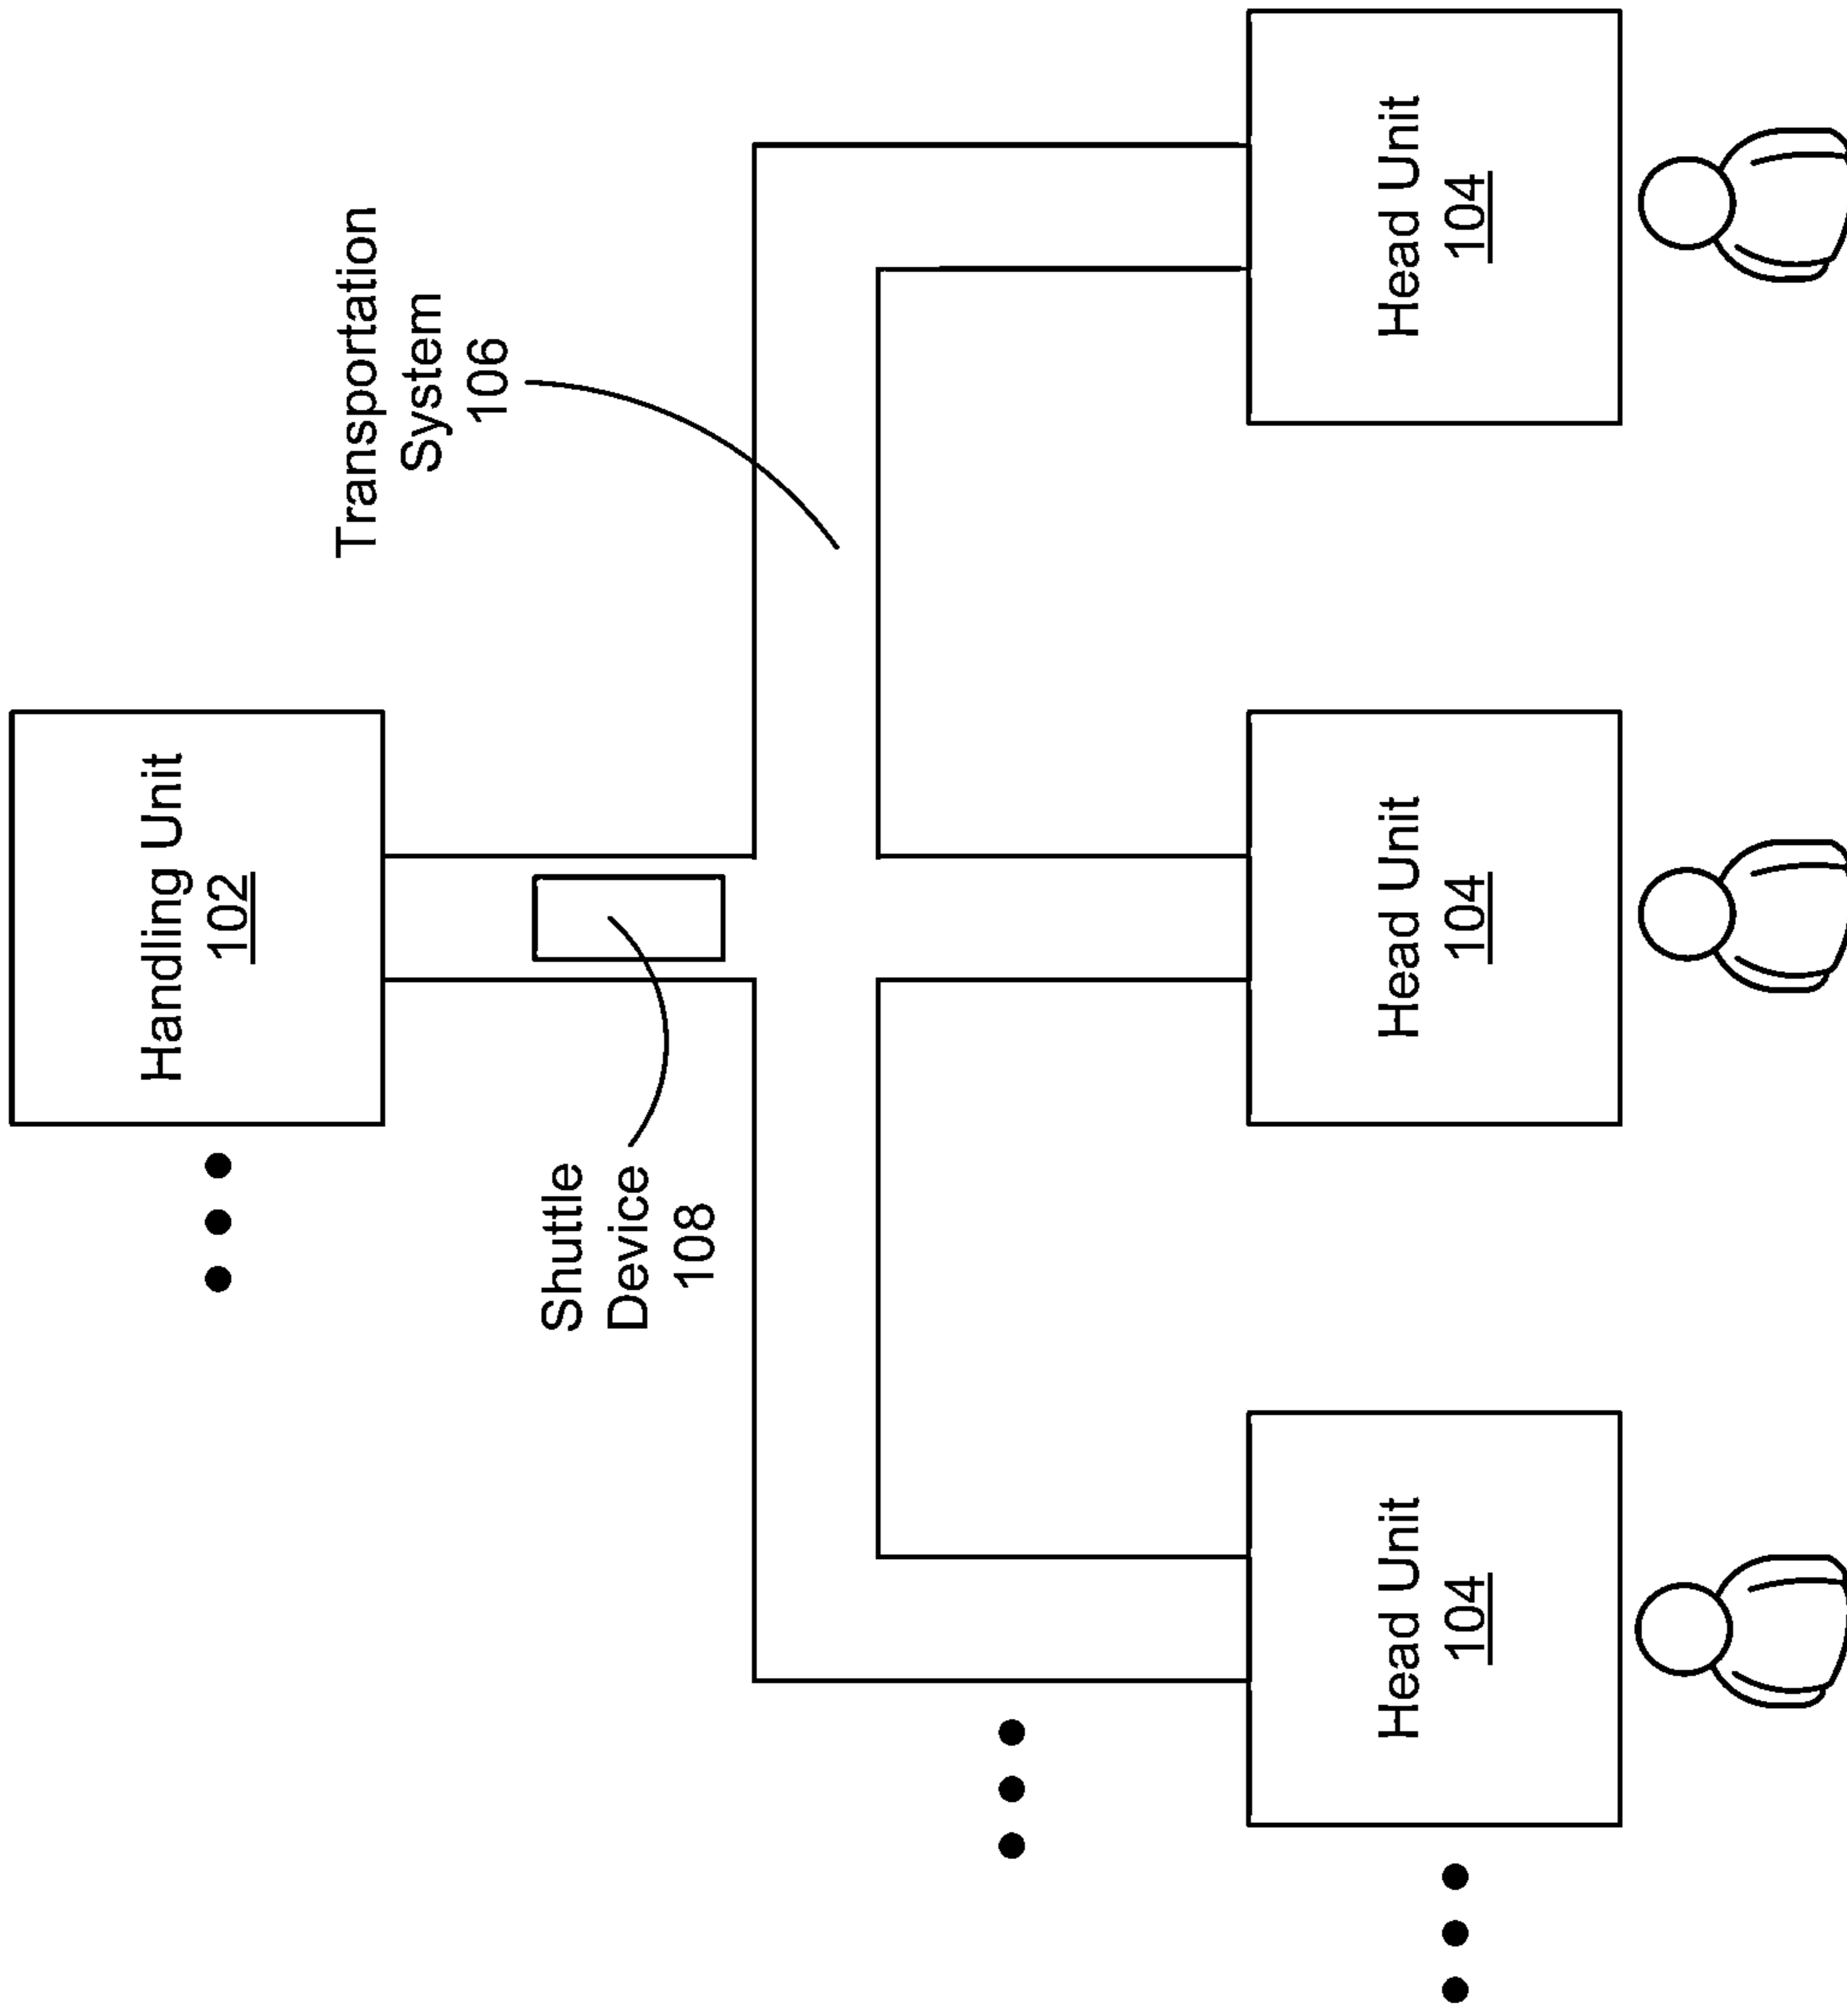 Handling Unit
102
Transportation
System
106
Shuttle
Device
108
Head Unit
104
Head Unit
104
Head Unit
104